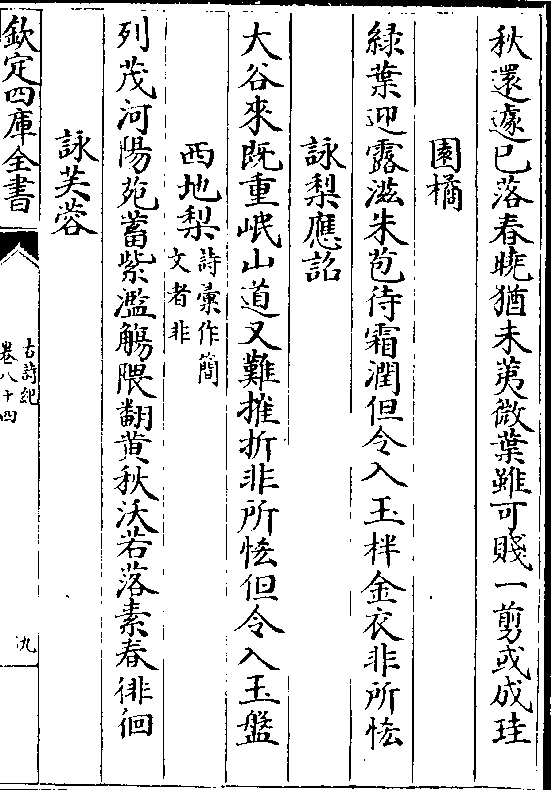 秋還遽已落春曉猶未荑微葉雖可賤一剪或成珪
園橘
緑葉迎露滋朱苞待霜潤但令入玉柈金衣非所恡
詠梨應詔
大谷來既重岷山道又難摧折非所恡但令入玉盤
西地梨詩彚作簡文者非
列茂河陽苑蓄紫濫觴隈翻黄秋沃若落素春徘徊
詠芙蓉
欽定四庫全書
古詩紀
卷八十四
九